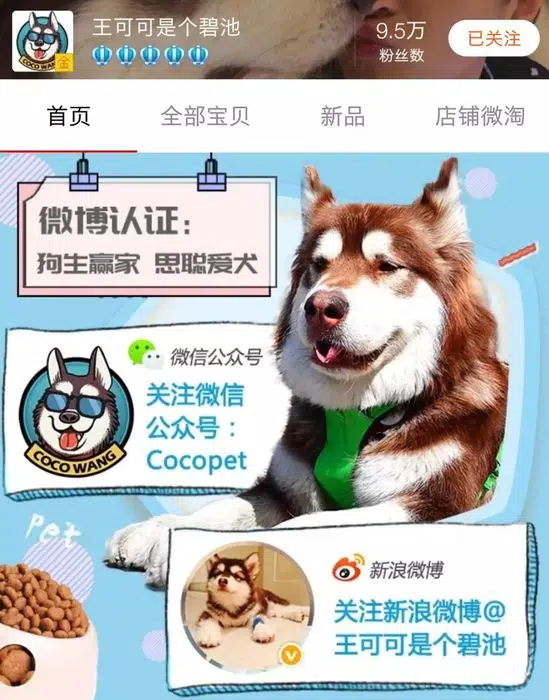 王可可是个碧池
9.5万
粉丝数
已关注
COCO WANG
金
首页
全部宝贝
新品
店铺微淘
微博认证：
狗生赢家 思聪爱犬
微信公众号
关注微信
公众号：
Cocopet
COCO WANG
Pet
新浪微博
关注新浪微博@
王可可是个碧池